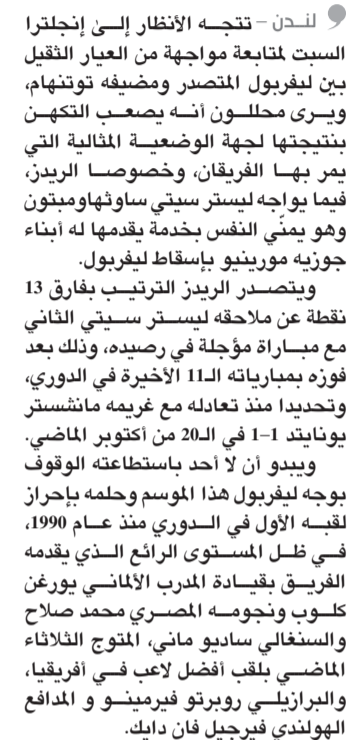 لندن – تتجه الأنظار إلى إنجلترا
السبت لمتابعة مواجهة من العيار الثقيل
بين ليفربول المتصدر ومضيفه توتنهام،
ويرى محللون أنه يصعب التكهن
بنتيجتها لجهة الوضعية المثالية التي
يمر بها الفريقان، وخصوصا الريدز،
فيما يواجه ليستر سيتي ساوثهاومبتون
وهو يمنّي النفس بخدمة يقدمها له أبناء
جوزيه مورينيو بإسقاط ليفربول.
ويتصدر الريدز الترتيب بفارق 13
نقطة عن ملاحقه ليستر سيتي الثاني
مع مباراة مؤجلة في رصيده، وذلك بعد
فوزه بمبارياته الـ11 الأخيرة في الدوري،
وتحديدا منذ تعادله مع غريمه مانشستر
يونايتد 1–1 في الـ20 من أكتوبر الماضي.
ويبدو أن لا أحد باستطاعته الوقوف
بوجه ليفربول هذا الموسم وحلمه بإحراز
لقبه الأول في الدوري منذ عام 1990،
في ظل المستوى الرائع الذي يقدمه
الفريق بقيادة المدرب الألماني يورغن
كلوب ونجومه المصري محمد صلاح
والسنغالي ساديو ماني، المتوج الثلاثاء
الماضي بلقب أفضل لاعب في أفريقيا،
والبرازيلي روبرتو فيرمينو و المدافع
الهولندي فيرجيل فان دايك.